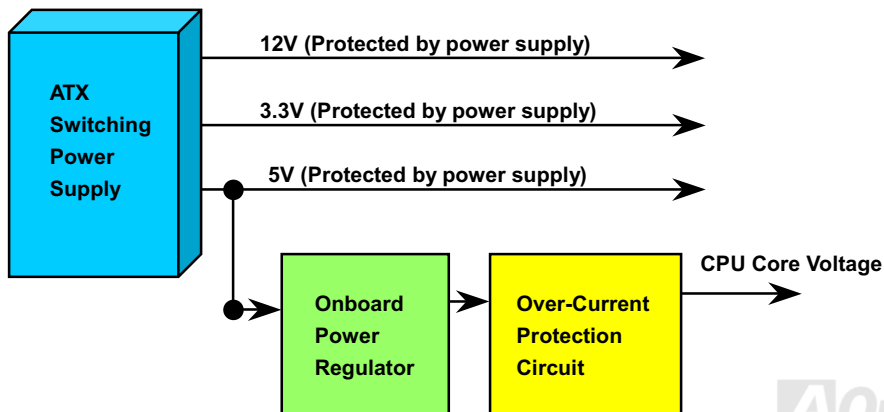 12V (Protected by power supply)
ATX
Switching
Power
Supply
3.3V (Protected by power supply)
5V (Protected by power supply)
CPU Core Voltage
Onboard
Power
Regulator
Over-Current
Protection
Circuit